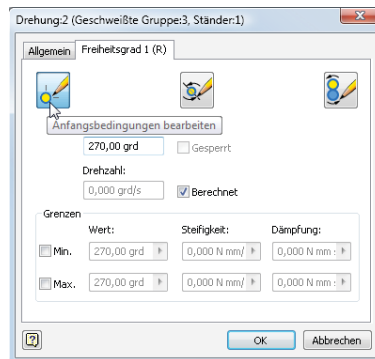 Drehung:2 (Geschweißte Gruppe:3, Ständer:1)
Allgemein Freiheitsgrad 1 (R)
Anfangsbedingungen bearbeiten
270,00 grd Gesperrt
Drehzahl:
0,000 grd/s Berechnet
Grenzen
Wert: Steifigkeit: Dämpfung:
Min. 270,00 grd 0,000 N mm/ 0,000 N mm :
Max. 270,00 grd 0,000 N mm/ 0,000 N mm :
OK Abbrechen